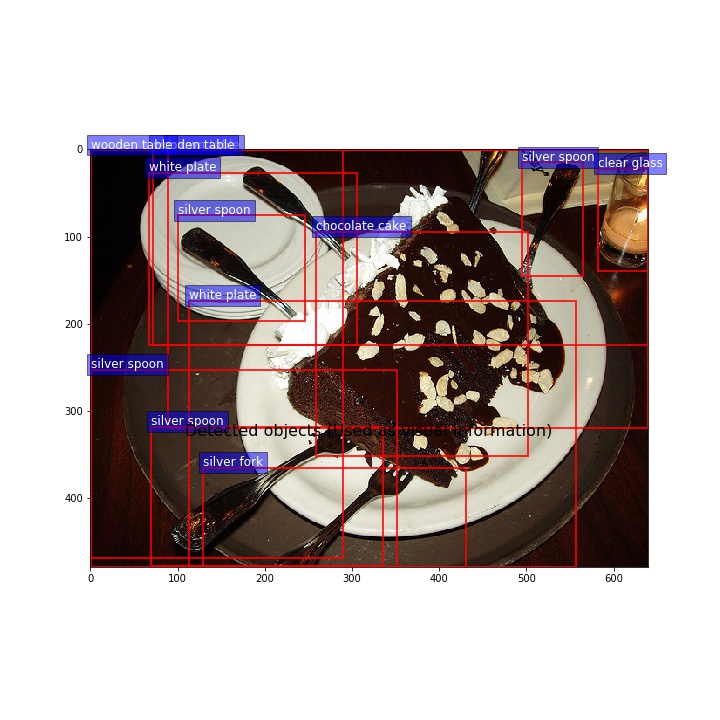 wooden table
den table
white plate
silver spoon
clear glass
silver spoon
chocolate cake
white plate
silver spoon
silver spoon
silver fork
Detected objects (Used as visual information)
0
100
200
300
400
0
100
200
300
400
500
600